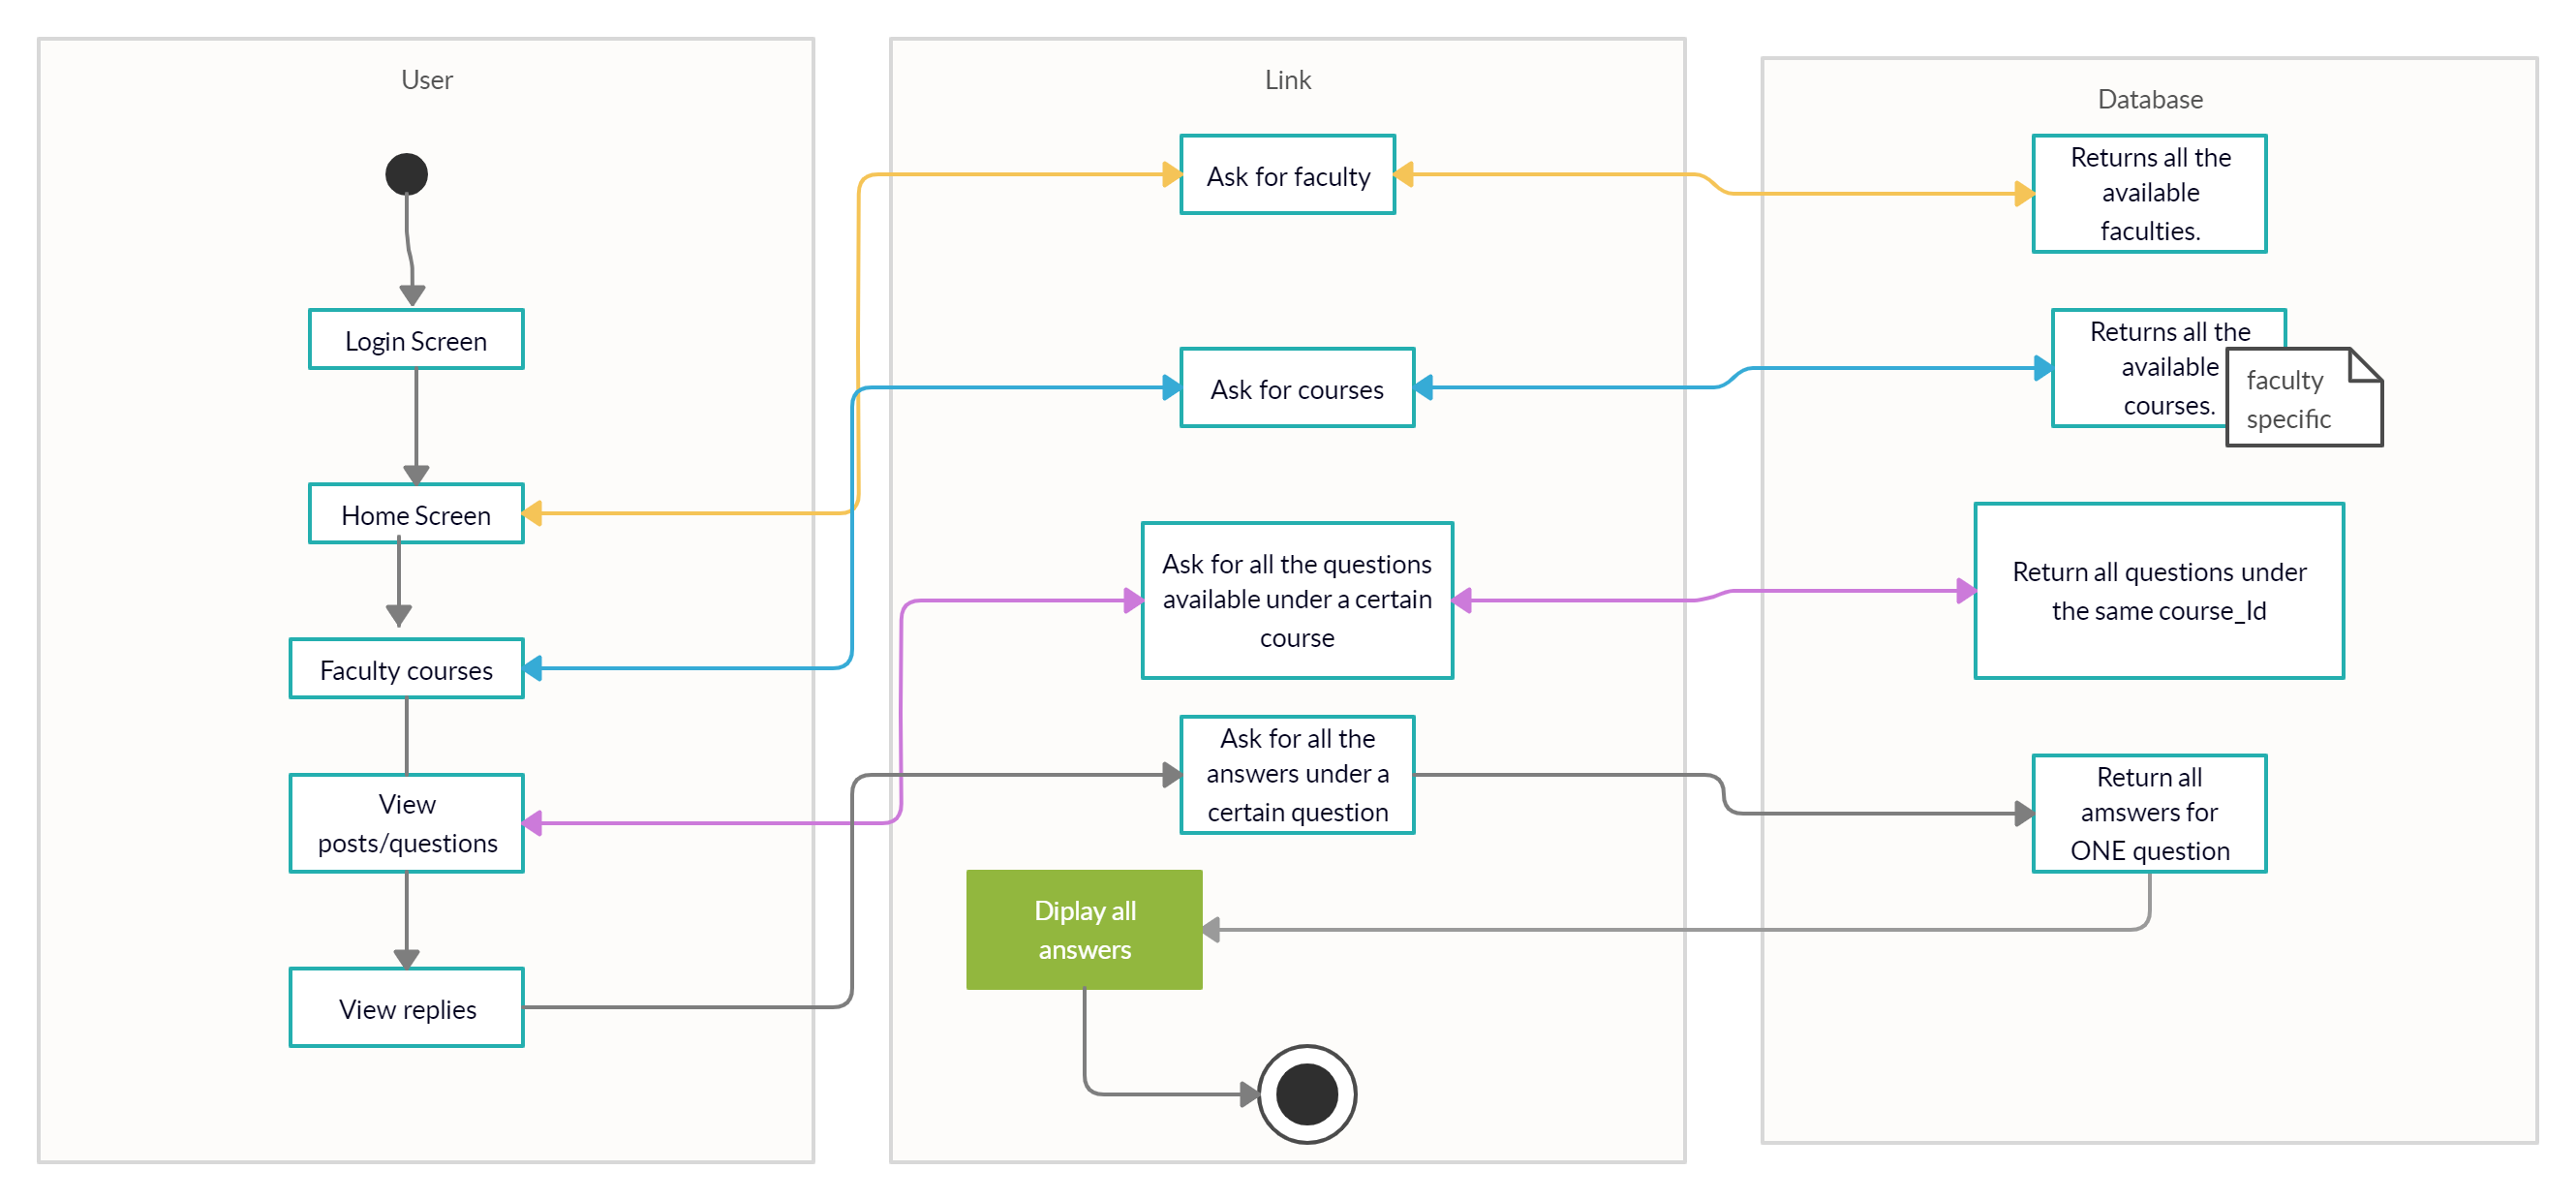 User
Login Screen
Home Screen
Faculty courses
View
posts/questions
View replies
Link
Ask for faculty
Ask for courses
Ask for all the questions
available under a certain
course
Ask for all the
answers under a
certain question
Diplay all
answers
Database
Returns all the
available
faculties.
Returns all the
available
courses.
faculty
specific
Return all questions under
the same course_Id
Return all
amswers for
ONE question